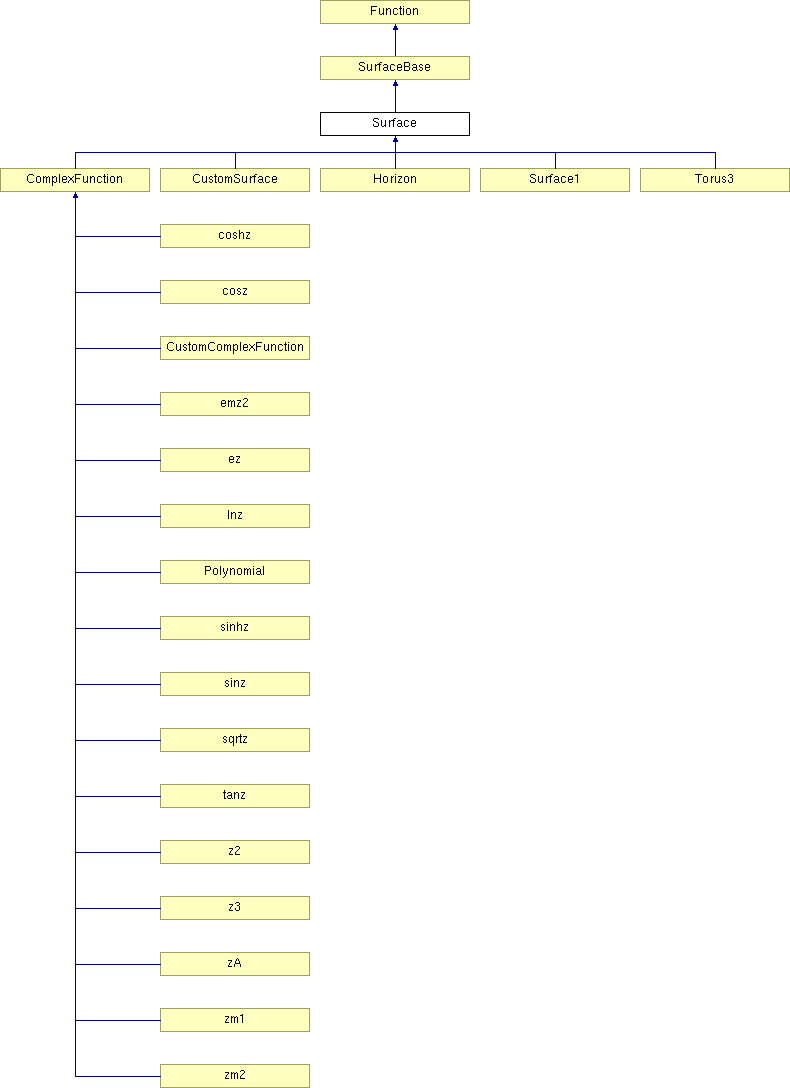 Function
SurfaceBase
Surface
ComplexFunction
CustomSurface
Horizon
Surface1
Torus3
coshz
cosz
CustomComplexFunction
emz2
ez
lnz
Polynomial
sinhz
sinz
sqrtz
tanz
z2
z3
zA
zm1
zm2